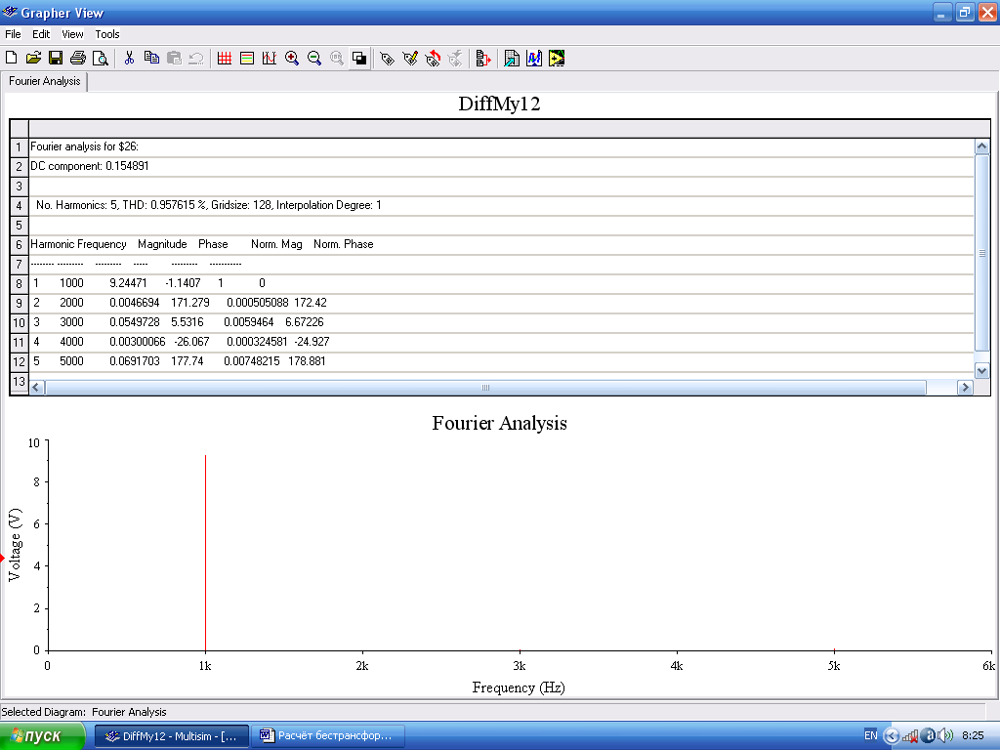 Grapher View
File Edit View Tools
Fourier Analysis
DiffMy12
1 Fourier analysis for $26:
2 DC component: 0.154891
3
4 No. Harmonics: 5, THD: 0.957615 %, Gridsize: 128, Interpolation Degree: 1
5
6 Harmonic Frequency Magnitude Phase Norm. Mag Norm. Phase
7 -------- --------- --------- ----- --------- ----------
8 1 1000 9.24471 -1.1407 1 0
9 2 2000 0.0046694 171.279 0.000505088 172.42
10 3 3000 0.0549728 5.5316 0.0059464 6.67226
11 4 4000 0.00300066 -26.067 0.000324581 -24.927
12 5 5000 0.0691703 177.74 0.00748215 178.881
13
Fourier Analysis
10
8
6
4
2
0
Voltage (V)
0 1k 2k 3k 4k 5k 6k
Frequency (Hz)
Selected Diagram: Fourier Analysis
пуск DiffMy12 - Multisim - [... Расчёт бестрансфор... EN 8:25